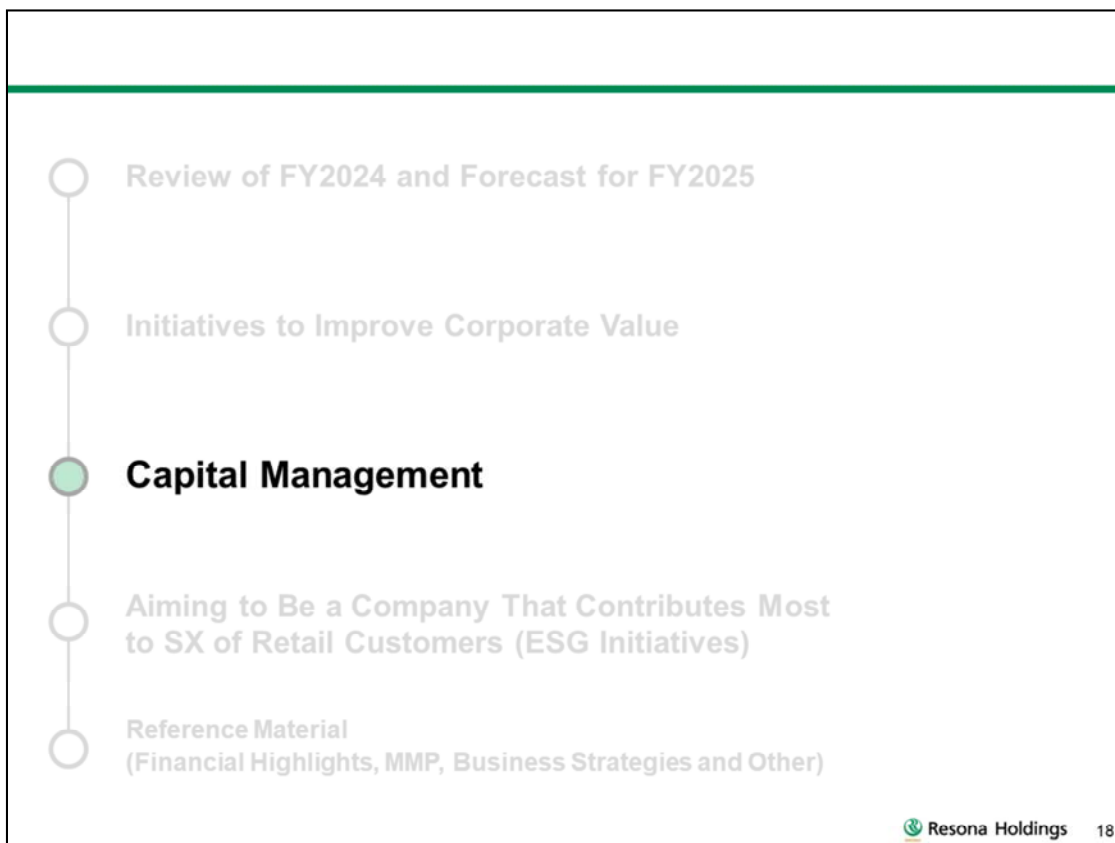 Review of FY2024 and Forecast for FY2025
Initiatives to Improve Corporate Value
Capital Management
Aiming to Be a Company That Contributes Most
to SX of Retail Customers (ESG Initiatives)
Reference Material
(Financial Highlights, MMP, Business Strategies and Other)
Resona Holdings 18